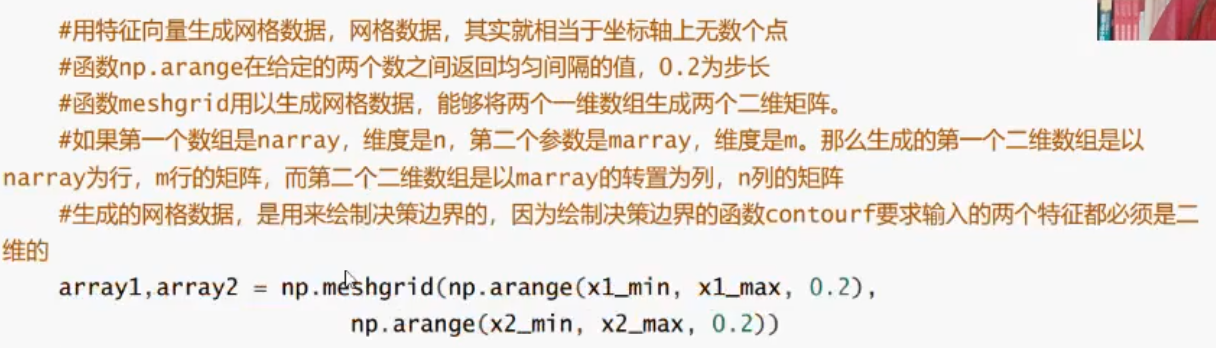 #用特征向量生成网格数据，网格数据，其实就相当于坐标轴上无数个点
#函数np.arange在给定的两个数之间返回均匀间隔的值，0.2为步长
#函数meshgrid用以生成网格数据，能够将两个一维数组生成两个二维矩阵。
#如果第一个数组是narray，维度是n，第二个参数是marray，维度是m。那么生成的第一个二维数组是以
narray为行，m行的矩阵，而第二个二维数组是以marray的转置为列，n列的矩阵
#生成的网格数据，是用来绘制决策边界的，因为绘制决策边界的函数contourf要求输入的两个特征都必须是二
维的
array1,array2 = np.meshgrid(np.arange(x1_min, x1_max, 0.2),
np.arange(x2_min, x2_max, 0.2))